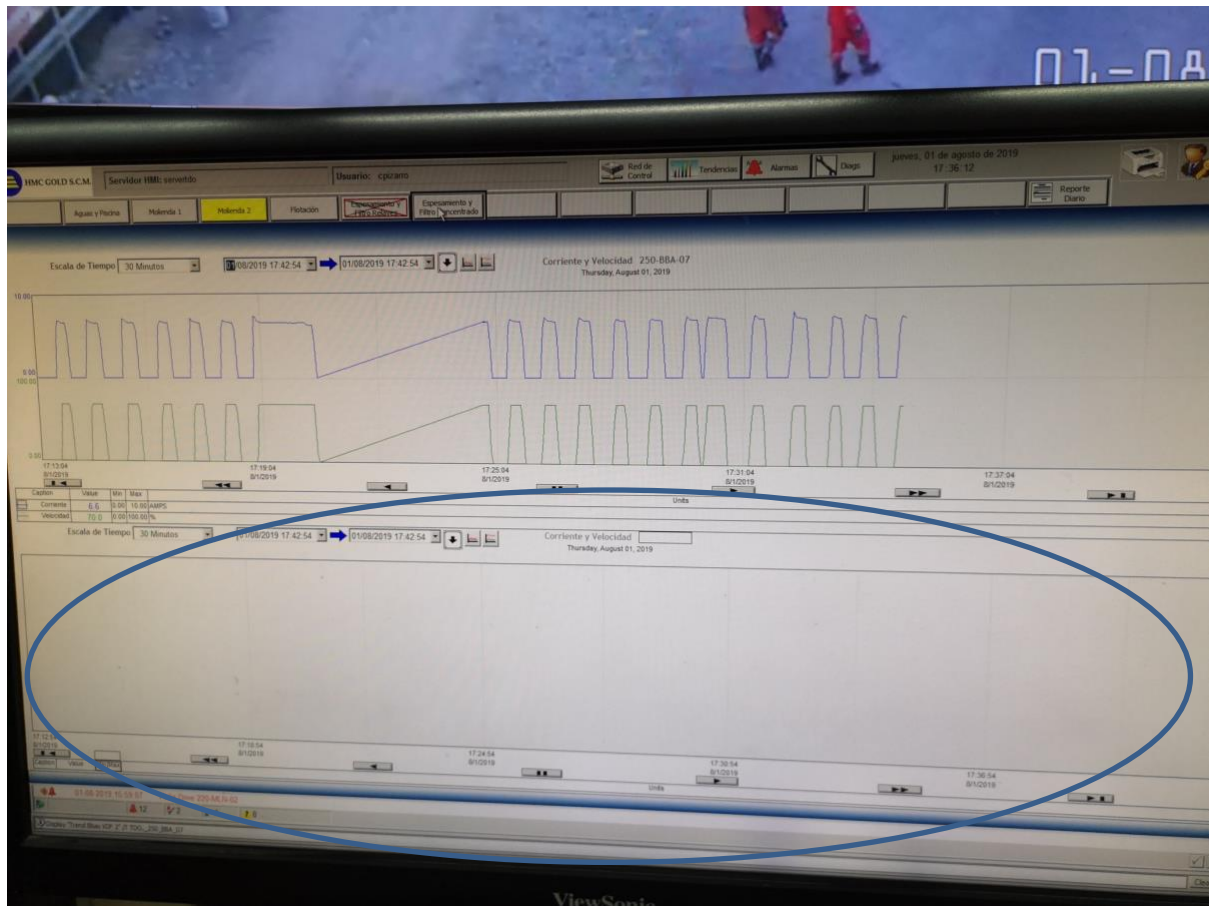 01-08
HMC GOLD S.C.M. Servidor HMI: Usuario: cpizarro Red de Control Tendencias Alarmas Diags jueves, 01 de agosto de 2019 17:36:12
Aguas y Piscina Molienda 1 Molienda 2 Flotación Espesamiento y Filtro Relaves Espesamiento y Filtro Concentrado Reporte Diario
Escala de Tiempo 30 Minutos 01/08/2019 17:42:54 01/08/2019 17:42:54 Corriente y Velocidad 250-BBA-07
Thursday, August 01, 2019
10.00
0.00
100.00
0.00
17:13:04 17:19:04 17:25:04 17:31:04 17:37:04
8/1/2019 8/1/2019 8/1/2019 8/1/2019 8/1/2019
Caption Value Min Max Units
Corriente 6.6 0.00 10.00 AMPS
Velocidad 70.0 0.00 100.00 %
Escala de Tiempo 30 Minutos 01/08/2019 17:42:54 01/08/2019 17:42:54 Corriente y Velocidad
Thursday, August 01, 2019
17:12:54 17:18:54 17:24:54 17:30:54 17:36:54
8/1/2019 8/1/2019 8/1/2019 8/1/2019 8/1/2019
Caption Value Units
12 2 0
ViewSonic